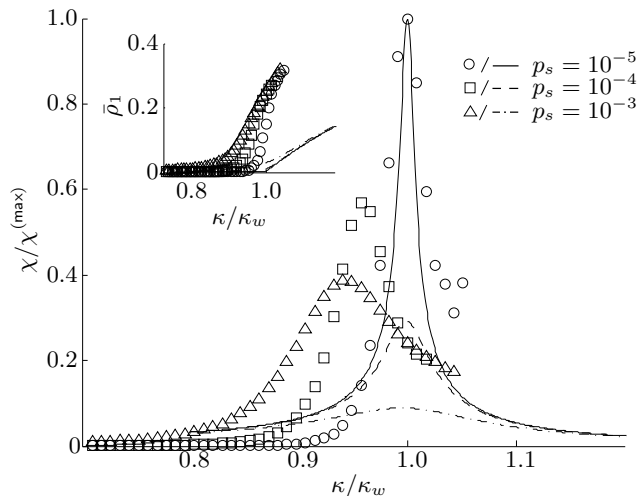 1.0
0.8
0.6
0.4
0.2
0
χ/χ^(max)
0.8
0.9
1.0
1.1
κ/κ_w
0.4
0.2
0
ρ̄₁
0.8
1.0
κ/κ_w
○/— p_s = 10^{-5}
□/-- p_s = 10^{-4}
△/-·- p_s = 10^{-3}